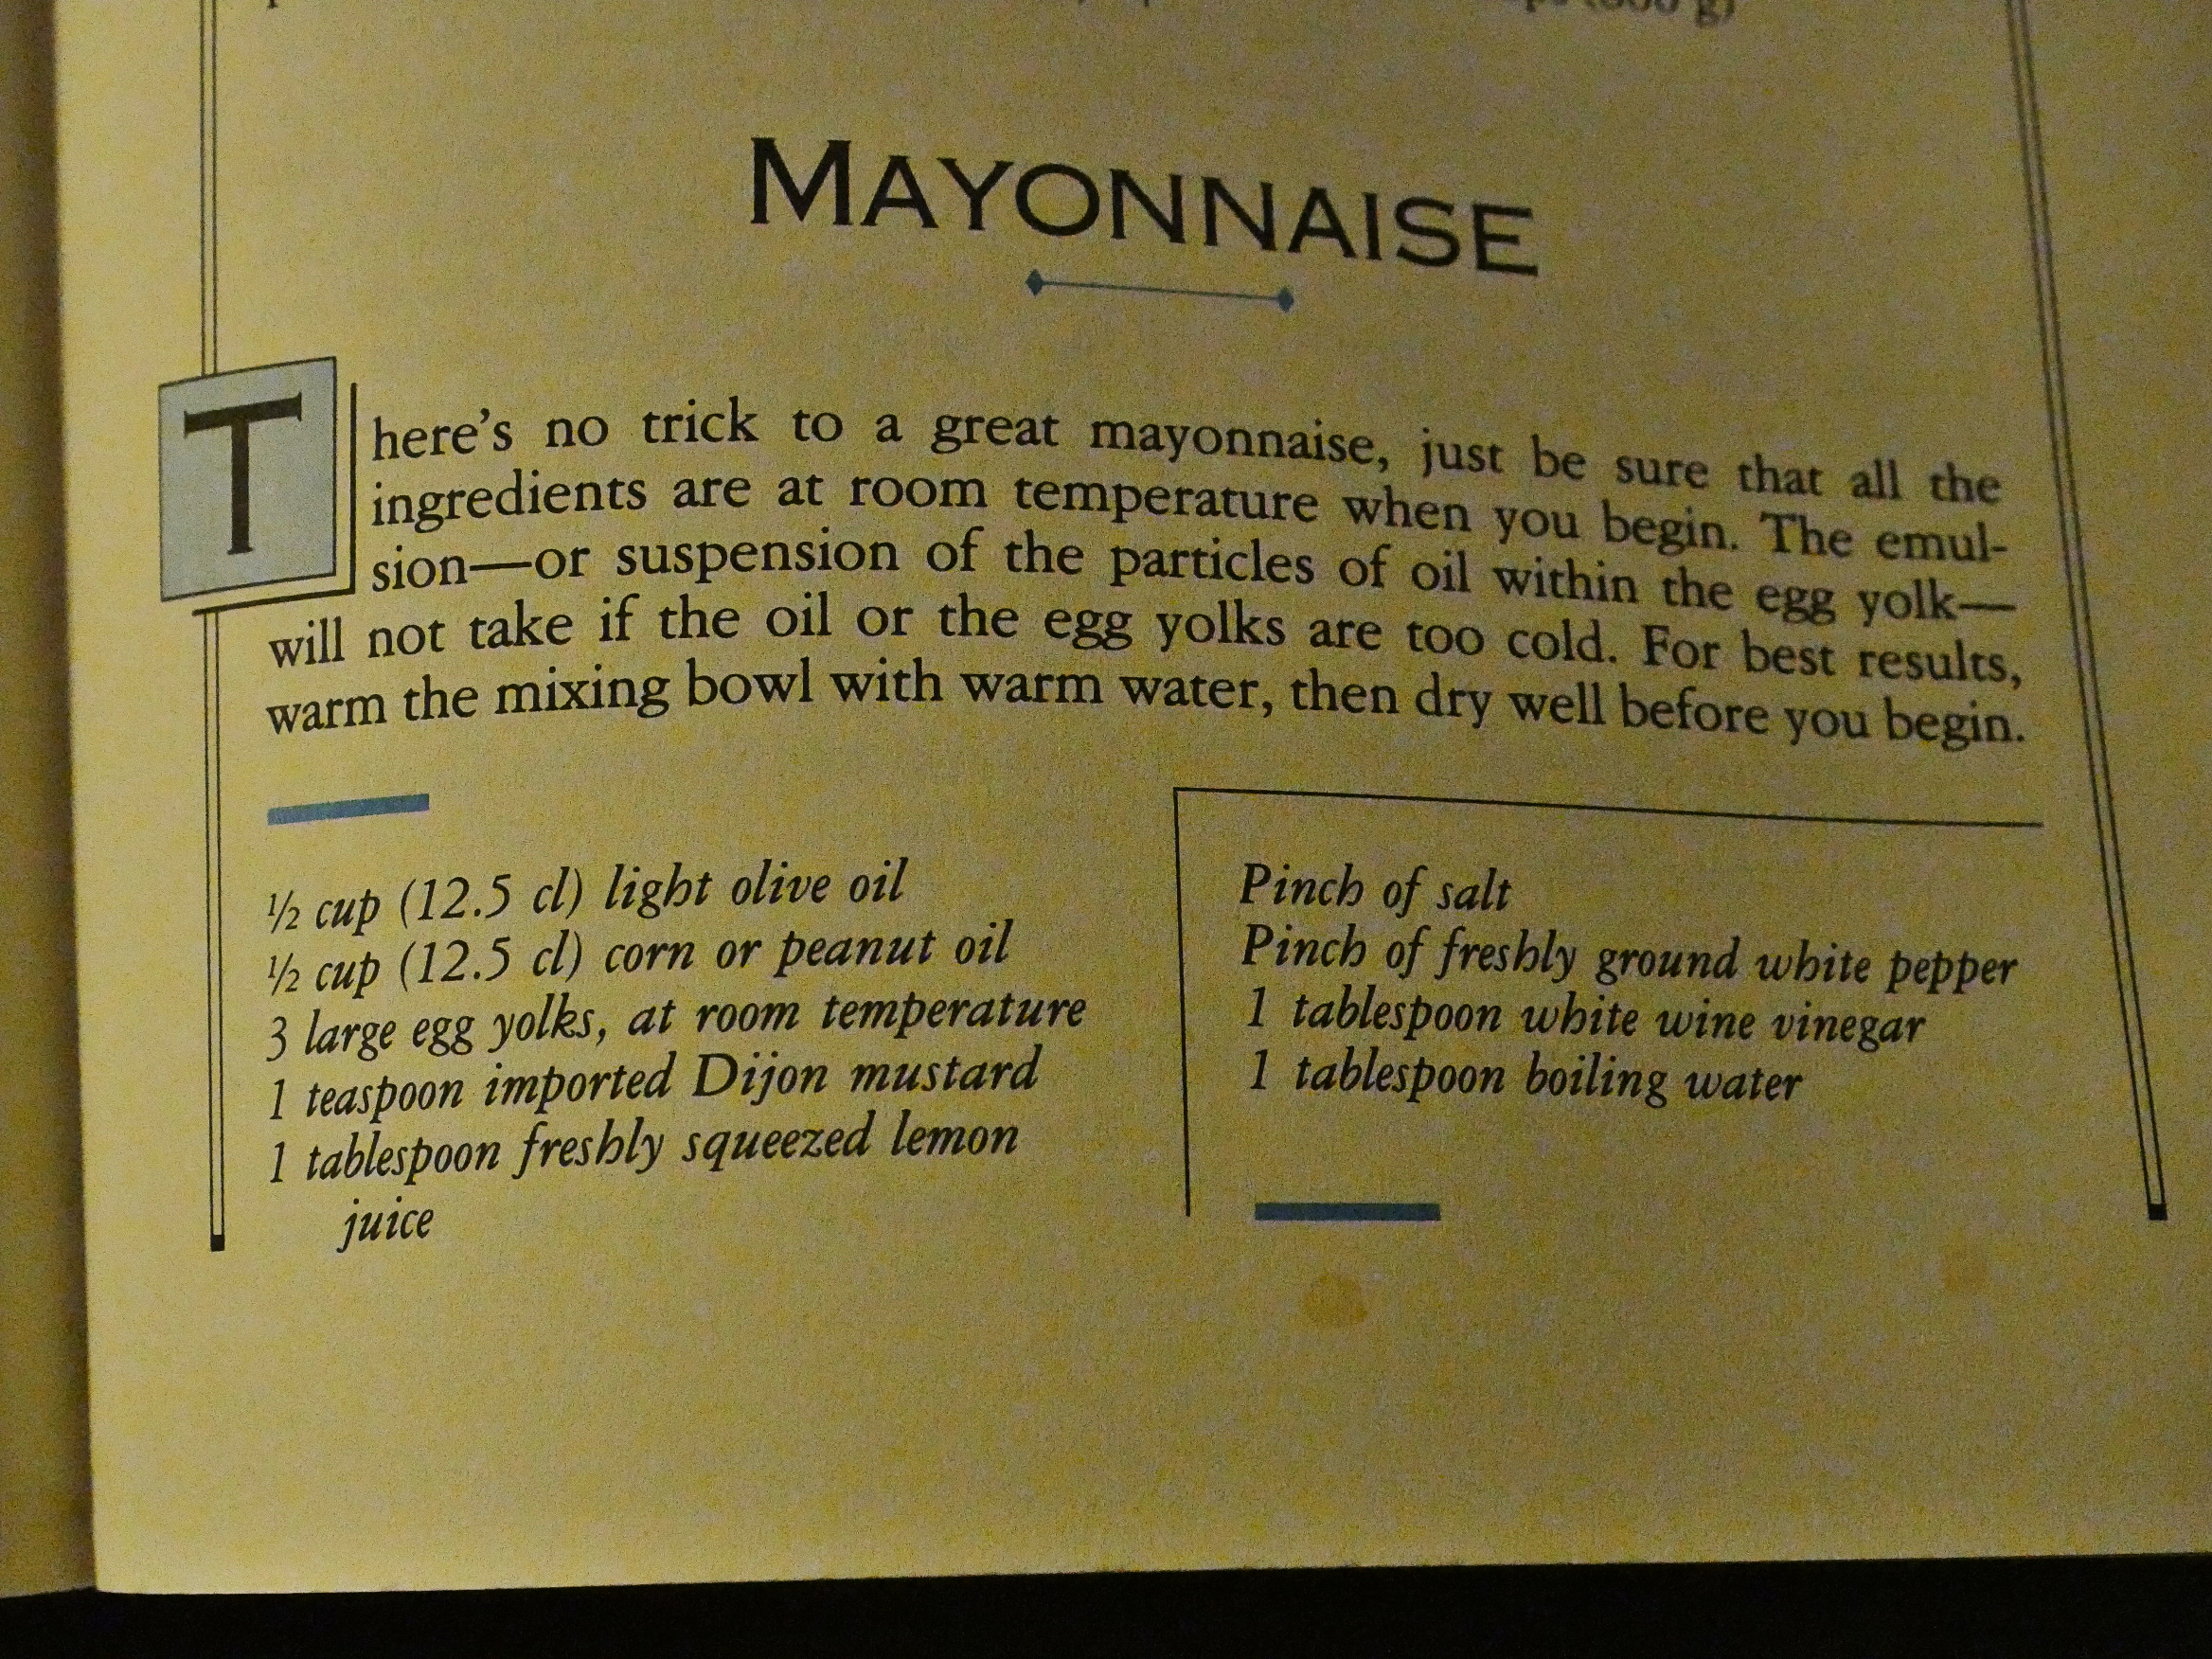 MAYONNAISE
There's no trick to a great mayonnaise, just be sure that all the
ingredients are at room temperature when you begin. The emul-
sion—or suspension of the particles of oil within the egg yolk—
will not take if the oil or the egg yolks are too cold. For best results,
warm the mixing bowl with warm water, then dry well before you begin.
½ cup (12.5 cl) light olive oil
½ cup (12.5 cl) corn or peanut oil
3 large egg yolks, at room temperature
1 teaspoon imported Dijon mustard
1 tablespoon freshly squeezed lemon
juice
Pinch of salt
Pinch of freshly ground white pepper
1 tablespoon white wine vinegar
1 tablespoon boiling water